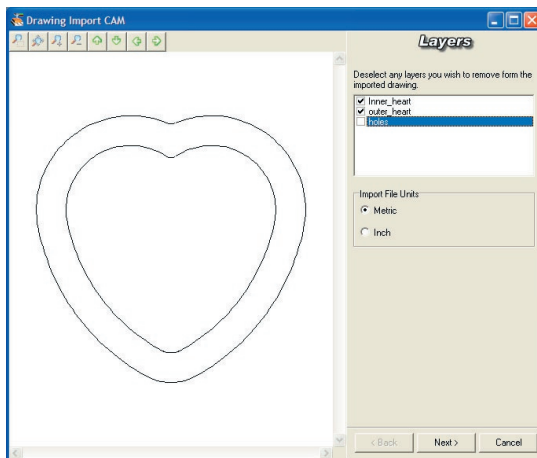 Drawing Import CAM
Layers
Deselect any layers you wish to remove form the
imported drawing.
Inner_heart
outer_heart
holes
Import File Units
Metric
Inch
< Back
Next >
Cancel